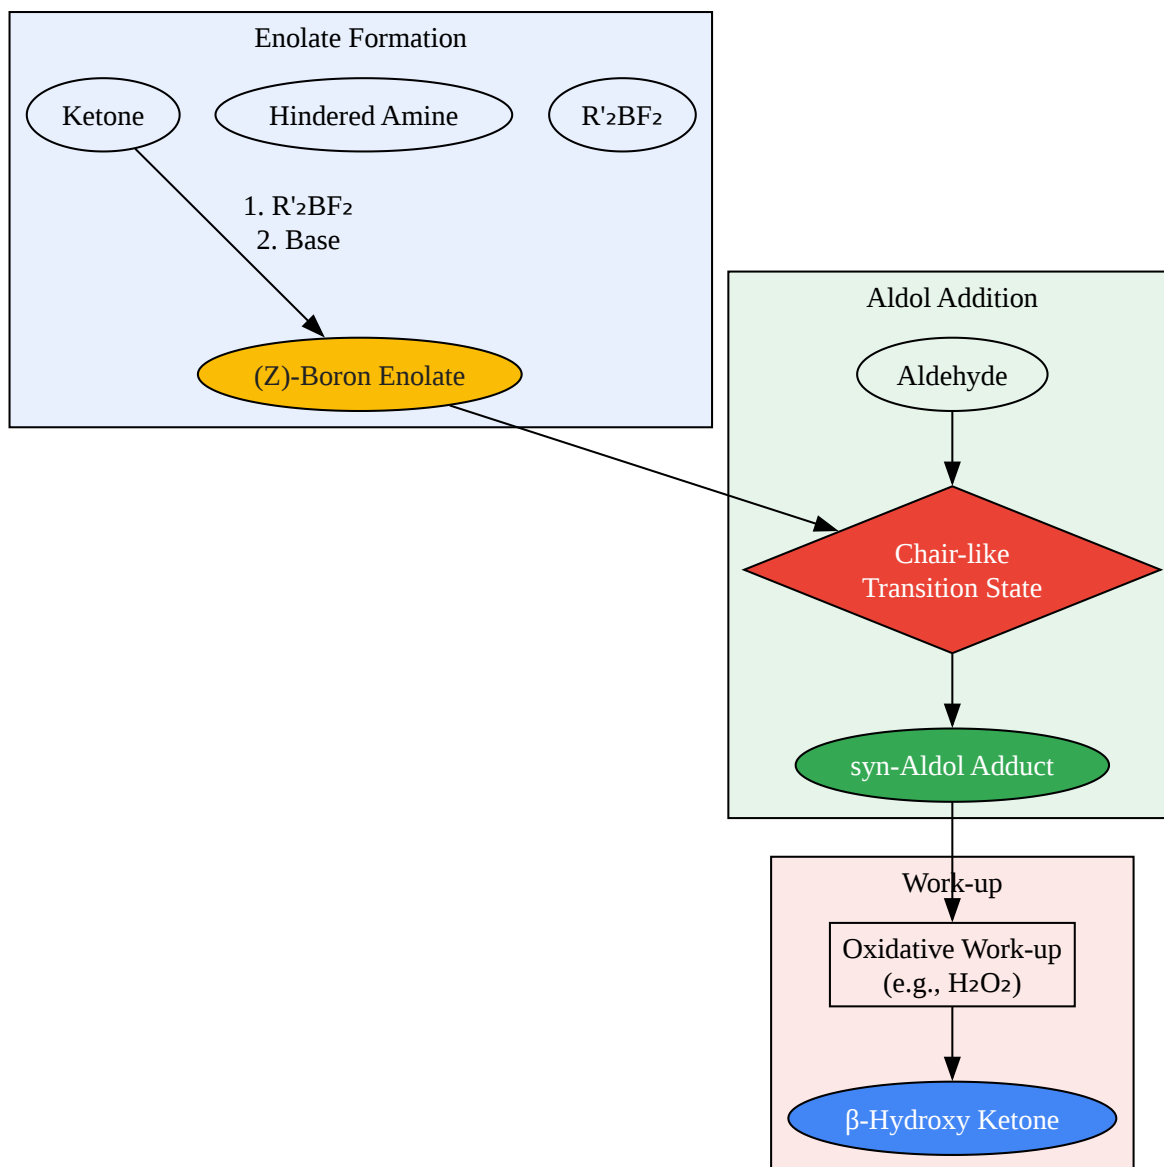 Enolate Formation
Ketone
Hindered Amine
R'₂BF₂
1. R'₂BF₂
2. Base
(Z)-Boron Enolate
Aldol Addition
Aldehyde
Chair-like
Transition State
syn-Aldol Adduct
Work-up
Oxidative Work-up
(e.g., H₂O₂)
β-Hydroxy Ketone